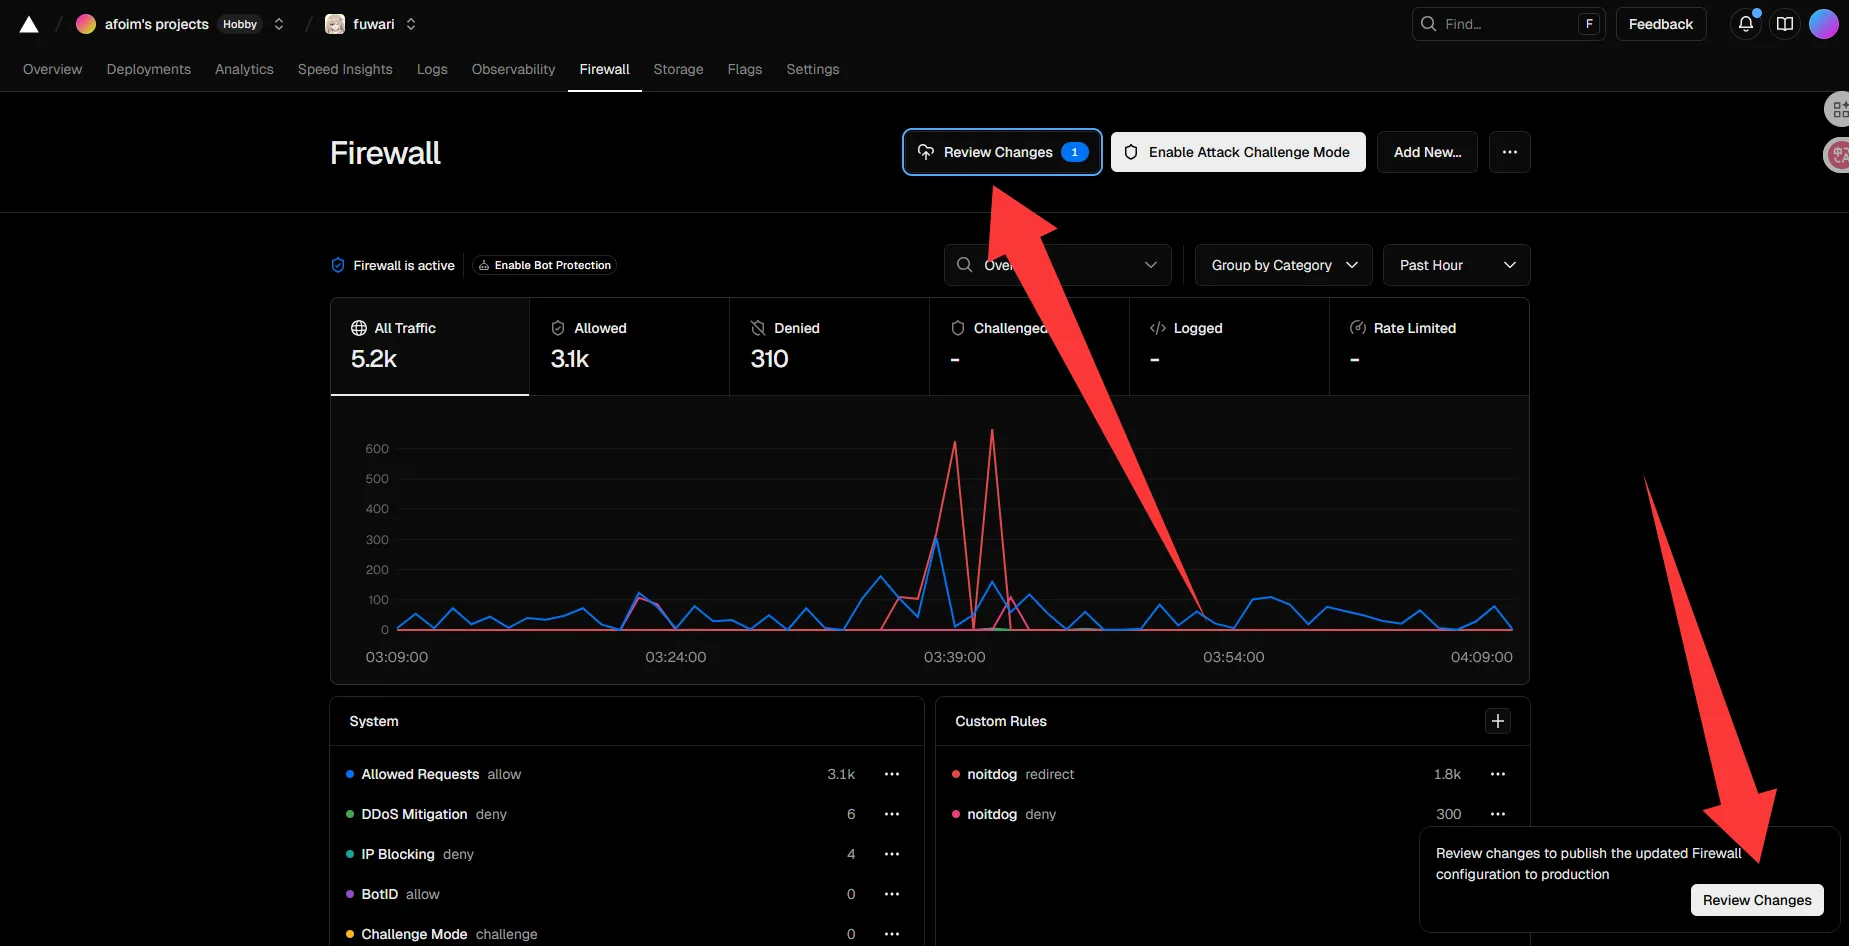 afoim's projects Hobby fuwari Find... F Feedback
Overview Deployments Analytics Speed Insights Logs Observability Firewall Storage Flags Settings
Firewall
Review Changes 1 Enable Attack Challenge Mode Add New...
Firewall is active Enable Bot Protection Group by Category Past Hour
All Traffic Allowed Denied Challenged Logged Rate Limited
5.2k 3.1k 310 - - -
600
500
400
300
200
100
0
03:09:00 03:24:00 03:39:00 03:54:00 04:09:00
System
Allowed Requests allow 3.1k
DDoS Mitigation deny 6
IP Blocking deny 4
BotID allow 0
Challenge Mode challenge 0
Custom Rules
noitdog redirect 1.8k
noitdog deny 300
Review changes to publish the updated Firewall
configuration to production
Review Changes